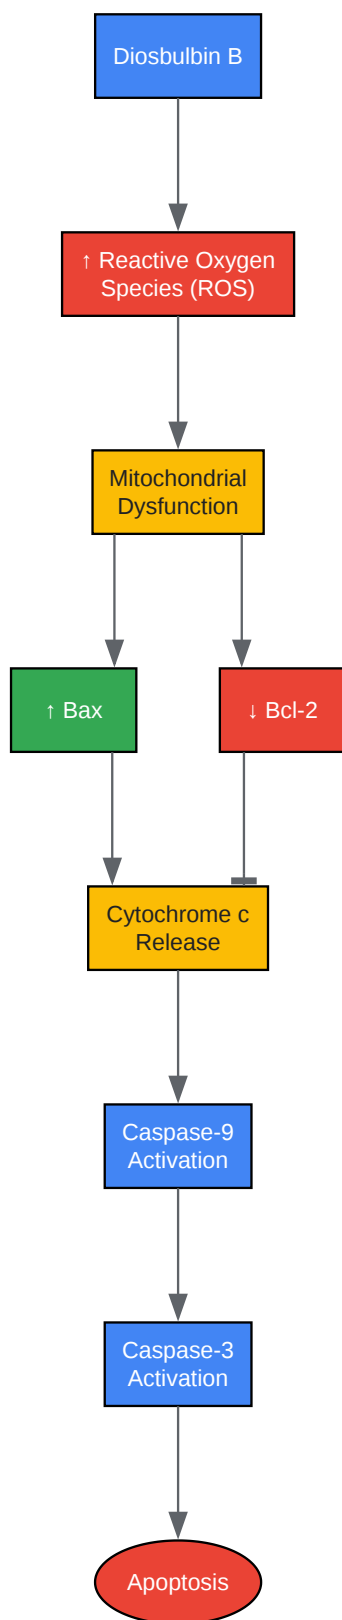 Diosbulbin B
↑ Reactive Oxygen
Species (ROS)
Mitochondrial
Dysfunction
↑ Bax
↓ Bcl-2
Cytochrome c
Release
Caspase-9
Activation
Caspase-3
Activation
Apoptosis